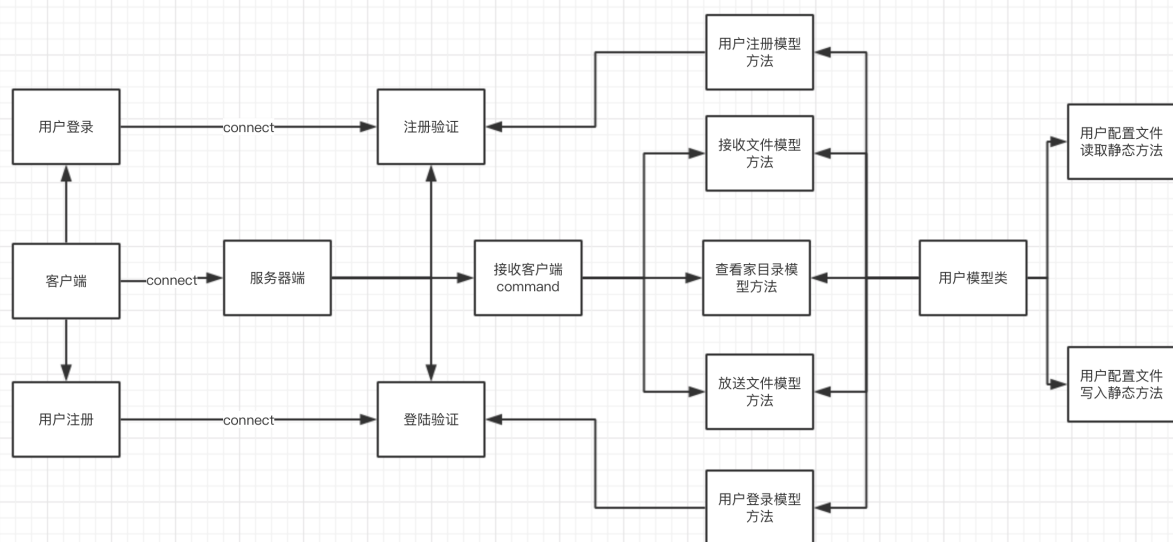 用户注册模型
方法
用户登录
connect
注册验证
接收文件模型
方法
用户配置文件
读取静态方法
客户端
connect
服务器端
接收客户端
command
查看家目录模
型方法
用户模型类
放送文件模型
方法
用户配置文件
写入静态方法
用户注册
connect
登陆验证
用户登录模型
方法